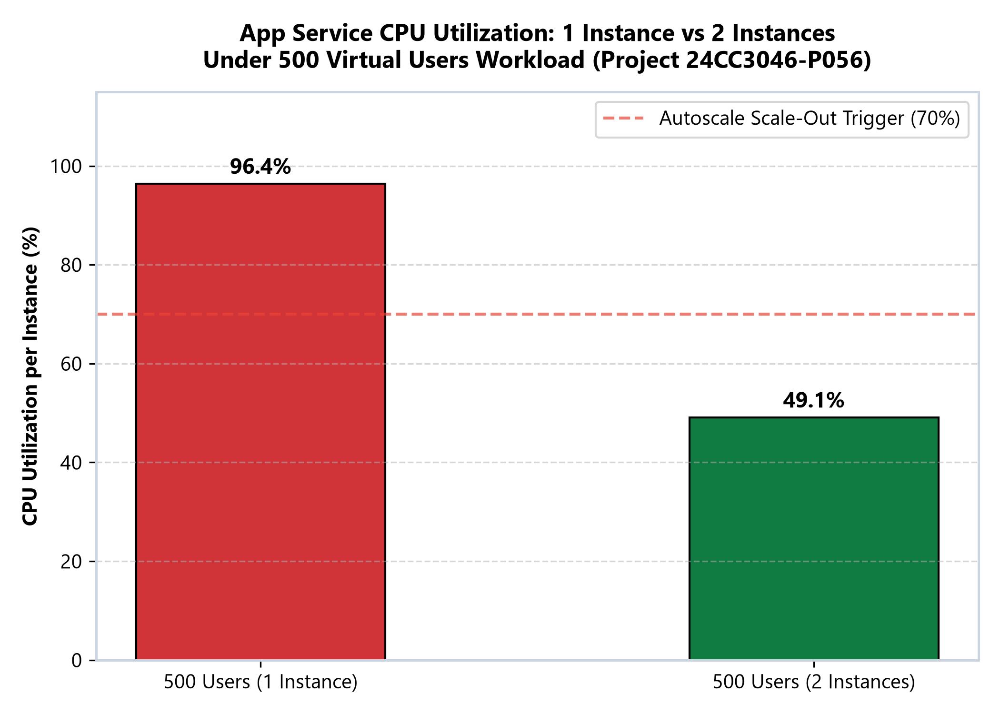 App Service CPU Utilization: 1 Instance vs 2 Instances
Under 500 Virtual Users Workload (Project 24CC3046-P056)
Autoscale Scale-Out Trigger (70%)
CPU Utilization per Instance (%)
100
80
60
40
20
0
96.4%
49.1%
500 Users (1 Instance)
500 Users (2 Instances)